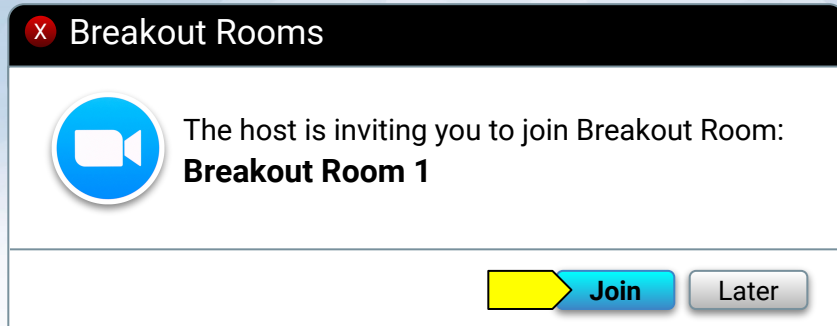 X Breakout Rooms
The host is inviting you to join Breakout Room:
Breakout Room 1
Join Later